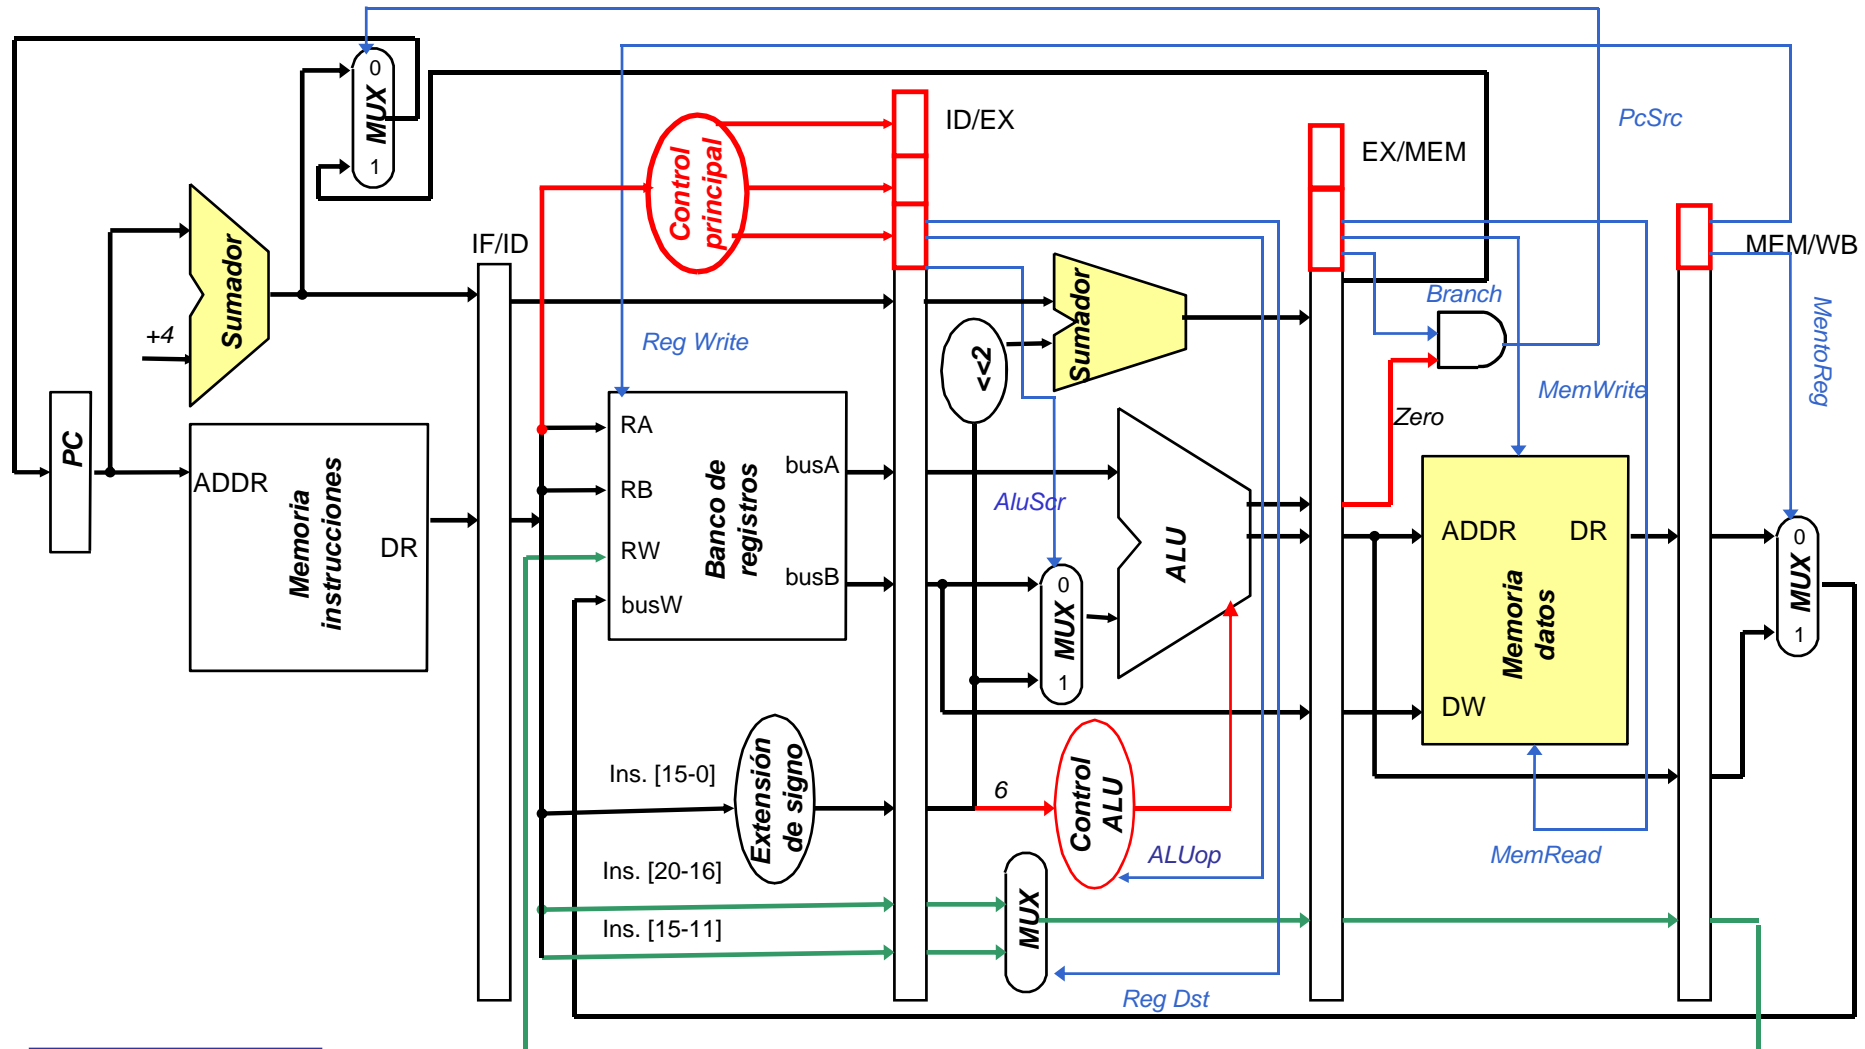 0
MUX
1
PcSrc
ID/EX
EX/MEM
Control
principal
IF/ID
MEM/WB
Sumador
+4
Sumador
<<2
Branch
MentoReg
Reg Write
MemWrite
Zero
PC
ADDR
Memoria
instrucciones
DR
RA
RB
RW
busW
Banco de
registros
busA
busB
AluScr
0
MUX
1
ALU
ADDR
DR
Memoria
datos
DW
0
MUX
1
Ins. [15-0]
Extensión
de signo
6
Control
ALU
ALUop
MemRead
Ins. [20-16]
Ins. [15-11]
MUX
Reg Dst